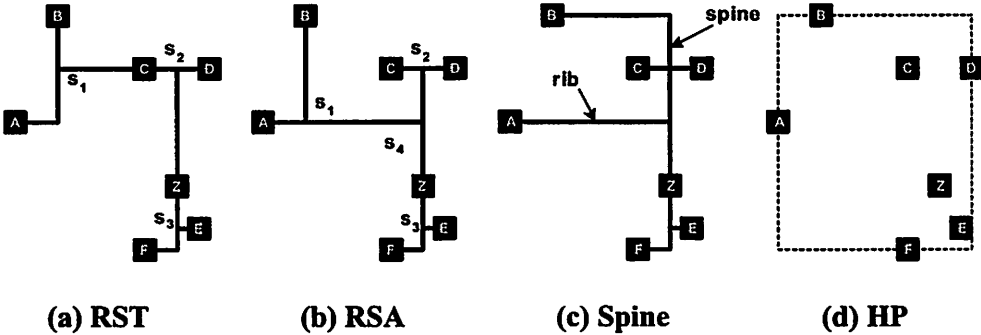 B
S₂
C
D
S₁
A
Z
S₃
E
F
(a) RST
B
S₂
C
D
S₁
A
S₄
Z
S₃
E
F
(b) RSA
B
spine
C
D
rib
A
Z
E
F
(c) Spine
B
C
D
A
Z
E
F
(d) HP